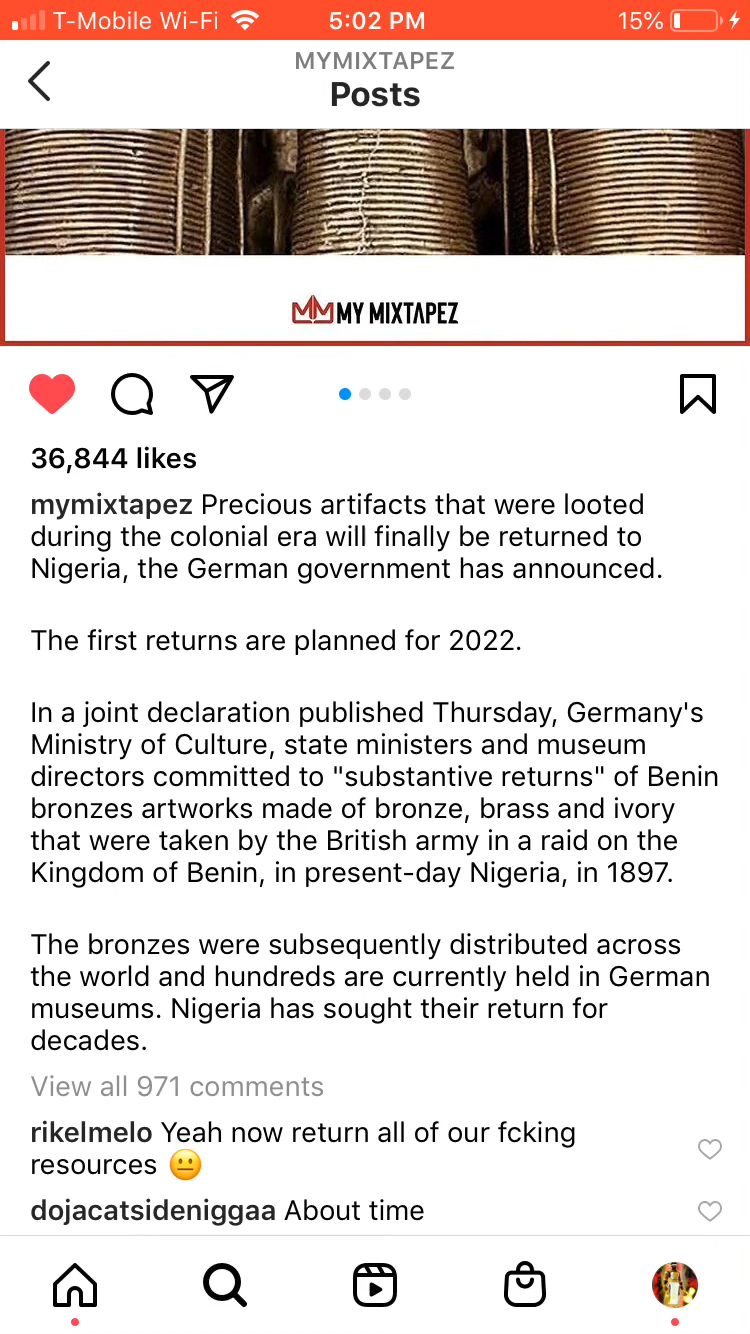 T-Mobile Wi-Fi 5:02 PM 15%
MYMIXTAPEZ
Posts
MM MY MIXTAPEZ
36,844 likes
mymixtapez Precious artifacts that were looted
during the colonial era will finally be returned to
Nigeria, the German government has announced.
The first returns are planned for 2022.
In a joint declaration published Thursday, Germany's
Ministry of Culture, state ministers and museum
directors committed to "substantive returns" of Benin
bronzes artworks made of bronze, brass and ivory
that were taken by the British army in a raid on the
Kingdom of Benin, in present-day Nigeria, in 1897.
The bronzes were subsequently distributed across
the world and hundreds are currently held in German
museums. Nigeria has sought their return for
decades.
View all 971 comments
rikelmelo Yeah now return all of our fcking
resources 😐
dojacatsideniggaa About time